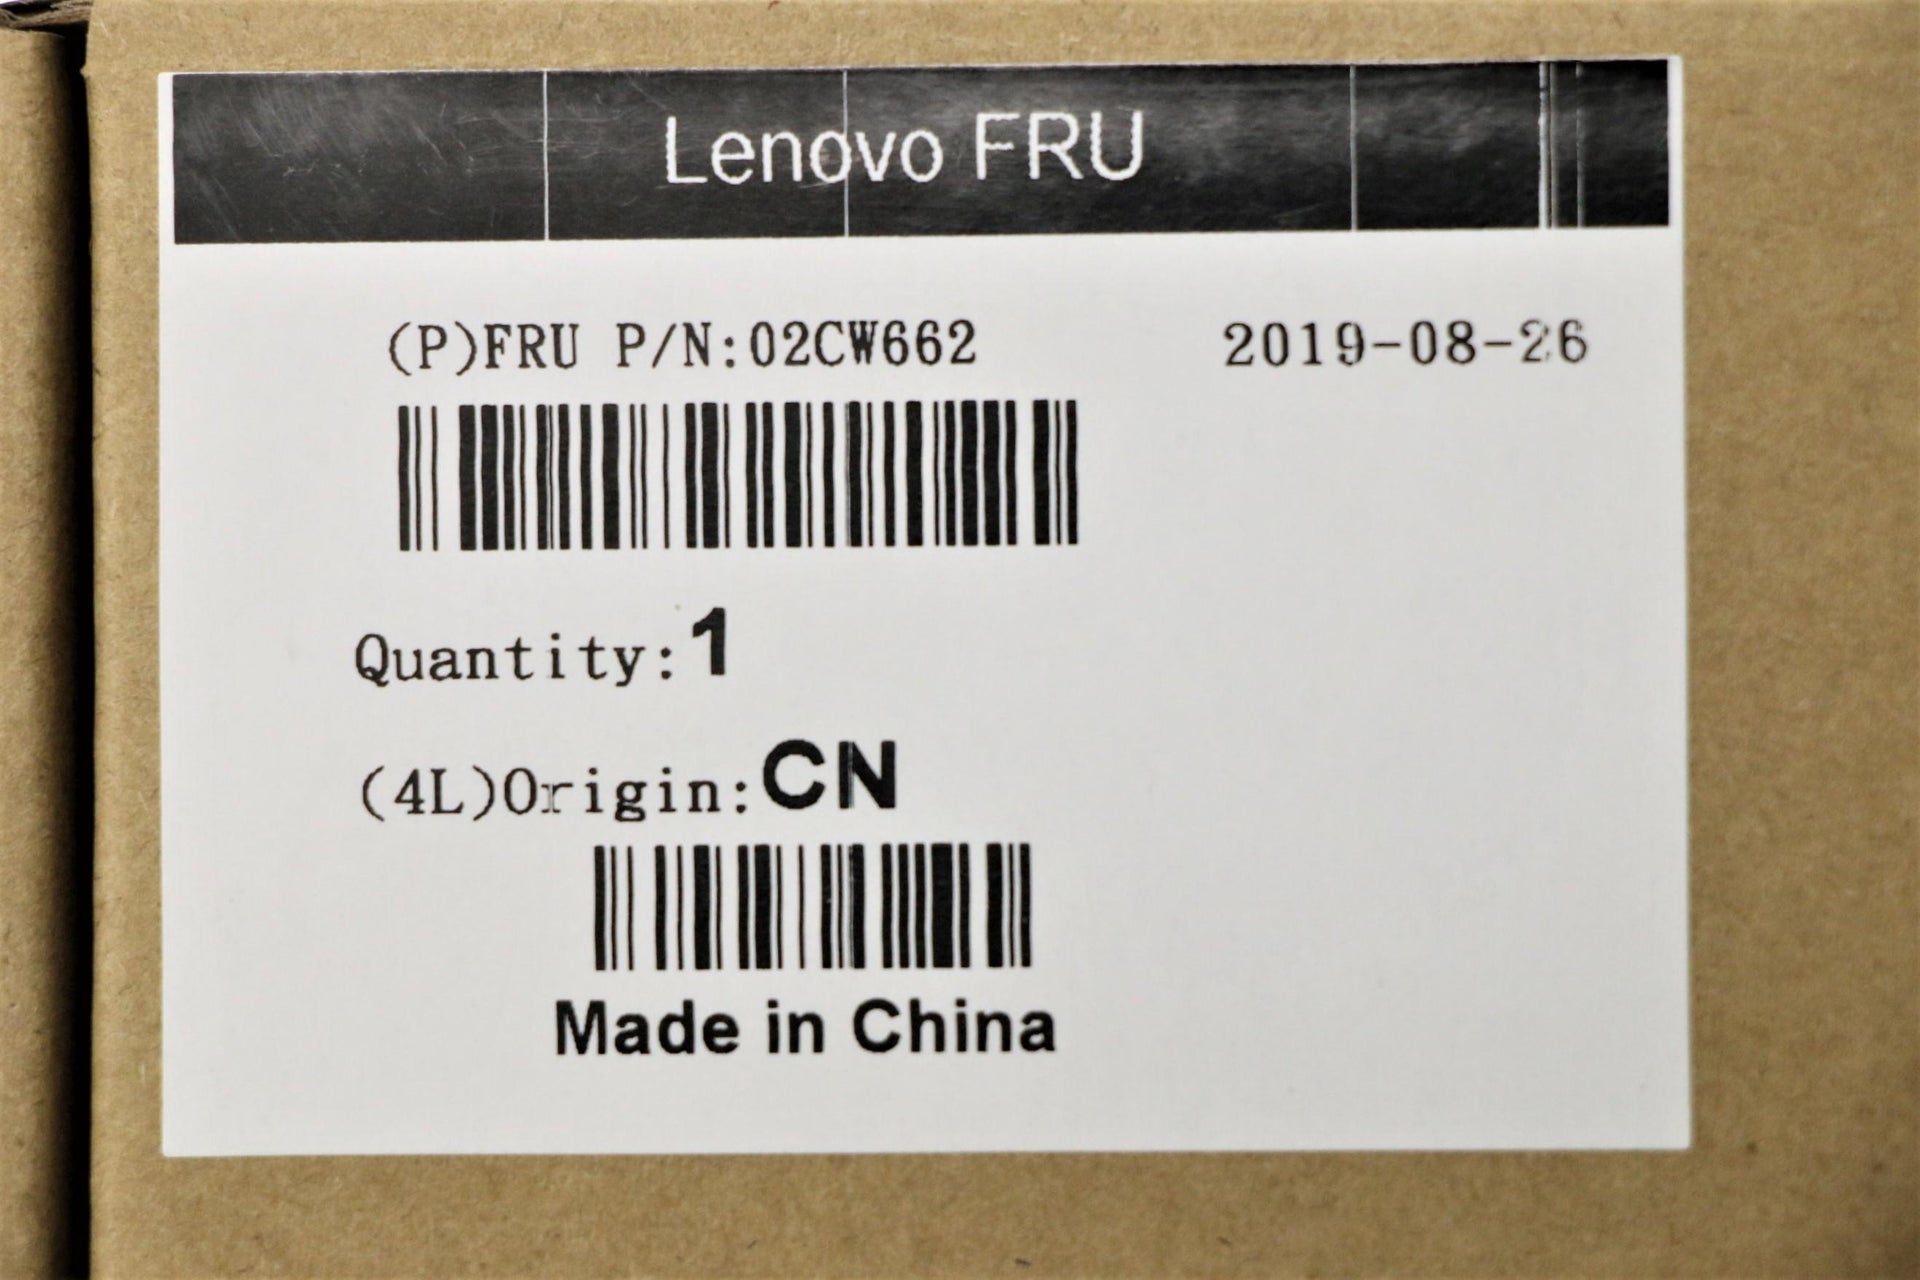 Lenovo FRU
(P)FRU P/N:02CW662 2019-08-26
Quantity:1
(4L)Origin:CN
Made in China